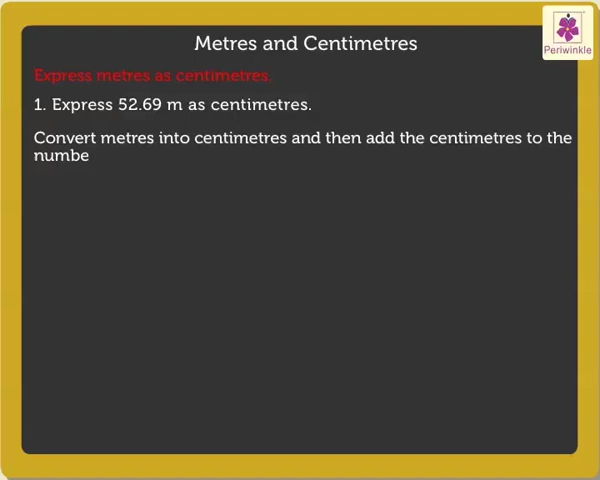 Metres and Centimetres
Periwinkle
Express metres as centimetres.
1. Express 52.69 m as centimetres.
Convert metres into centimetres and then add the centimetres to the
numbe